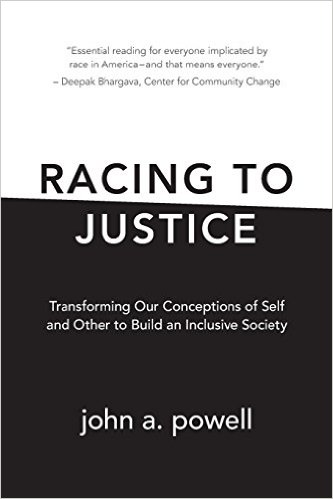 “Essential reading for everyone implicated by
race in America—and that means everyone.”
– Deepak Bhargava, Center for Community Change
RACING TO
JUSTICE
Transforming Our Conceptions of Self
and Other to Build an Inclusive Society
john a. powell